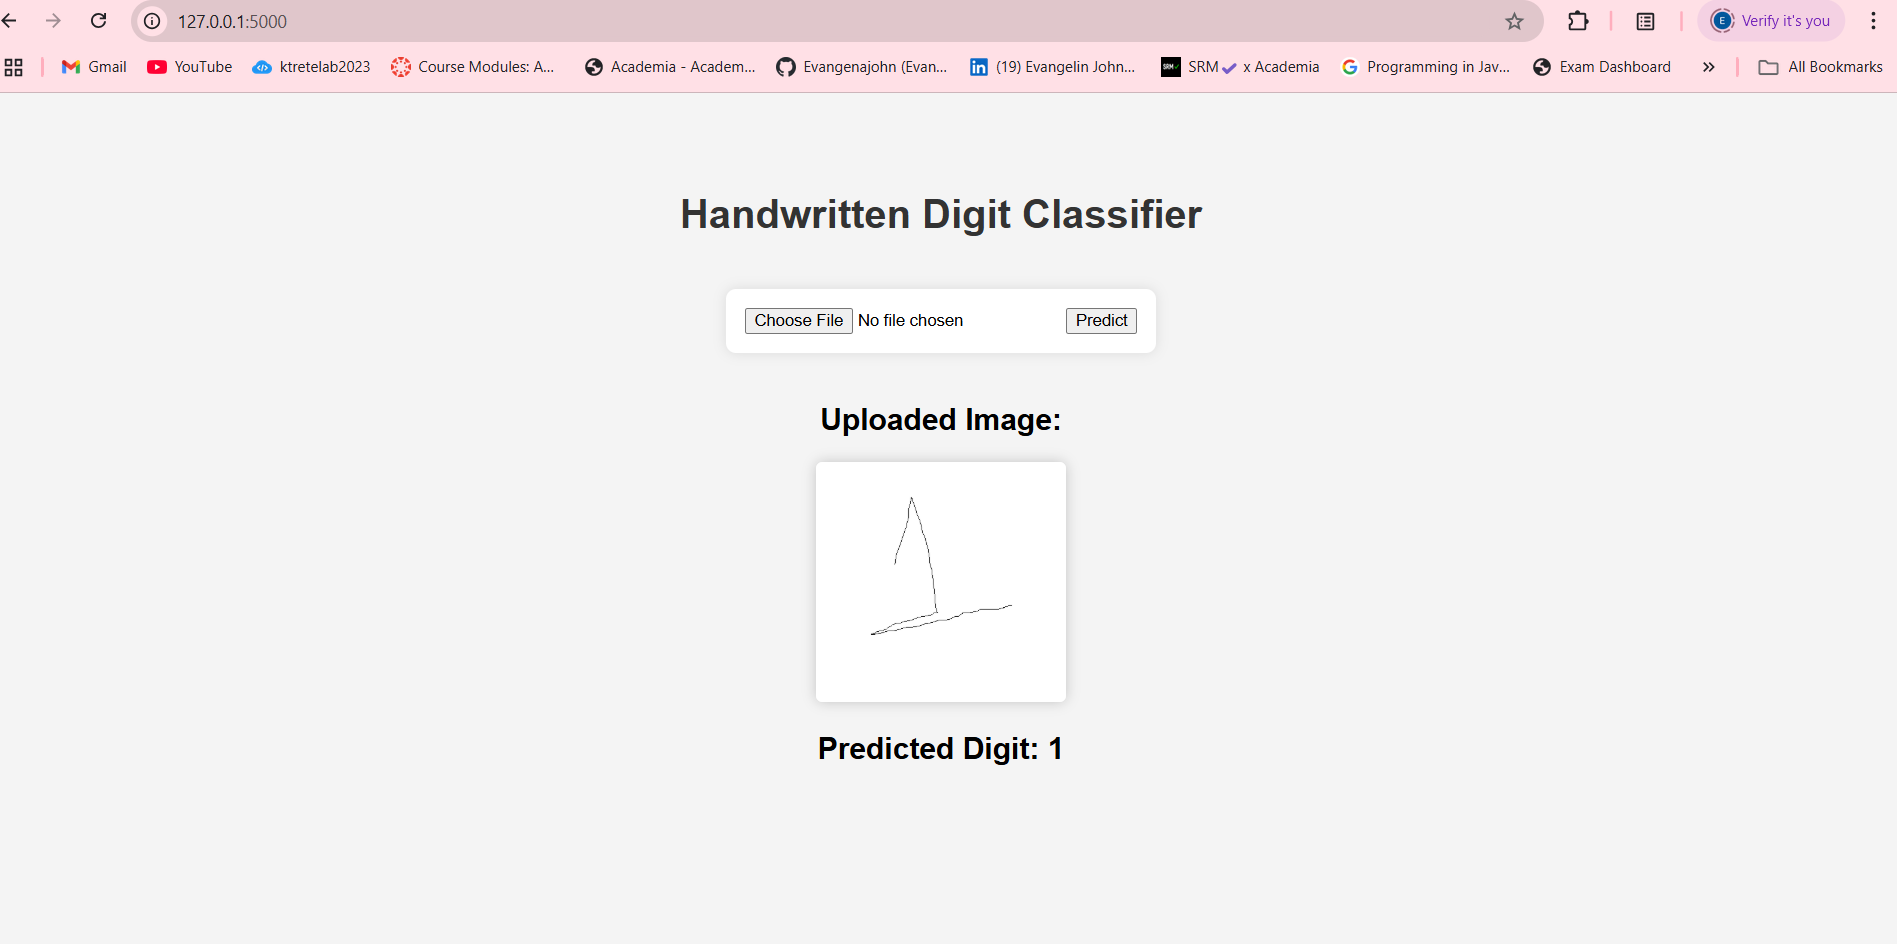 127.0.0.1:5000
E Verify it's you
Gmail YouTube ktretelab2023 Course Modules: A... Academia - Academ... Evangenajohn (Evan... (19) Evangelin John... SRM x Academia Programming in Jav... Exam Dashboard » All Bookmarks
Handwritten Digit Classifier
Choose File No file chosen Predict
Uploaded Image:
1
Predicted Digit: 1